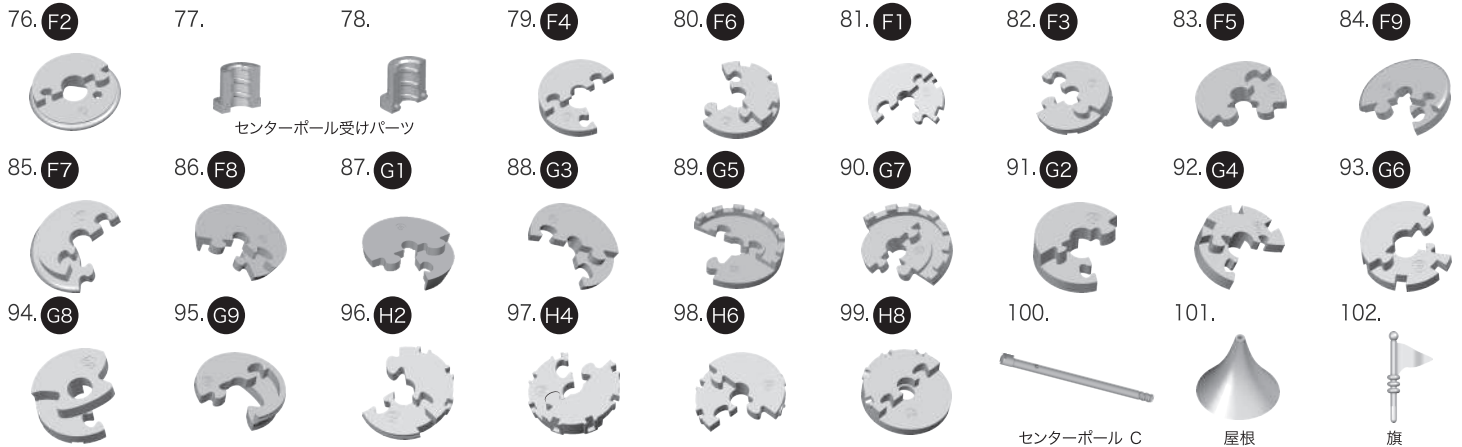 76. F2 77. 78. 79. F4 80. F6 81. F1 82. F3 83. F5 84. F9
センターポール受けパーツ
85. F7 86. F8 87. G1 88. G3 89. G5 90. G7 91. G2 92. G4 93. G6
94. G8 95. G9 96. H2 97. H4 98. H6 99. H8 100. 101. 102.
センターポール C 屋根 旗